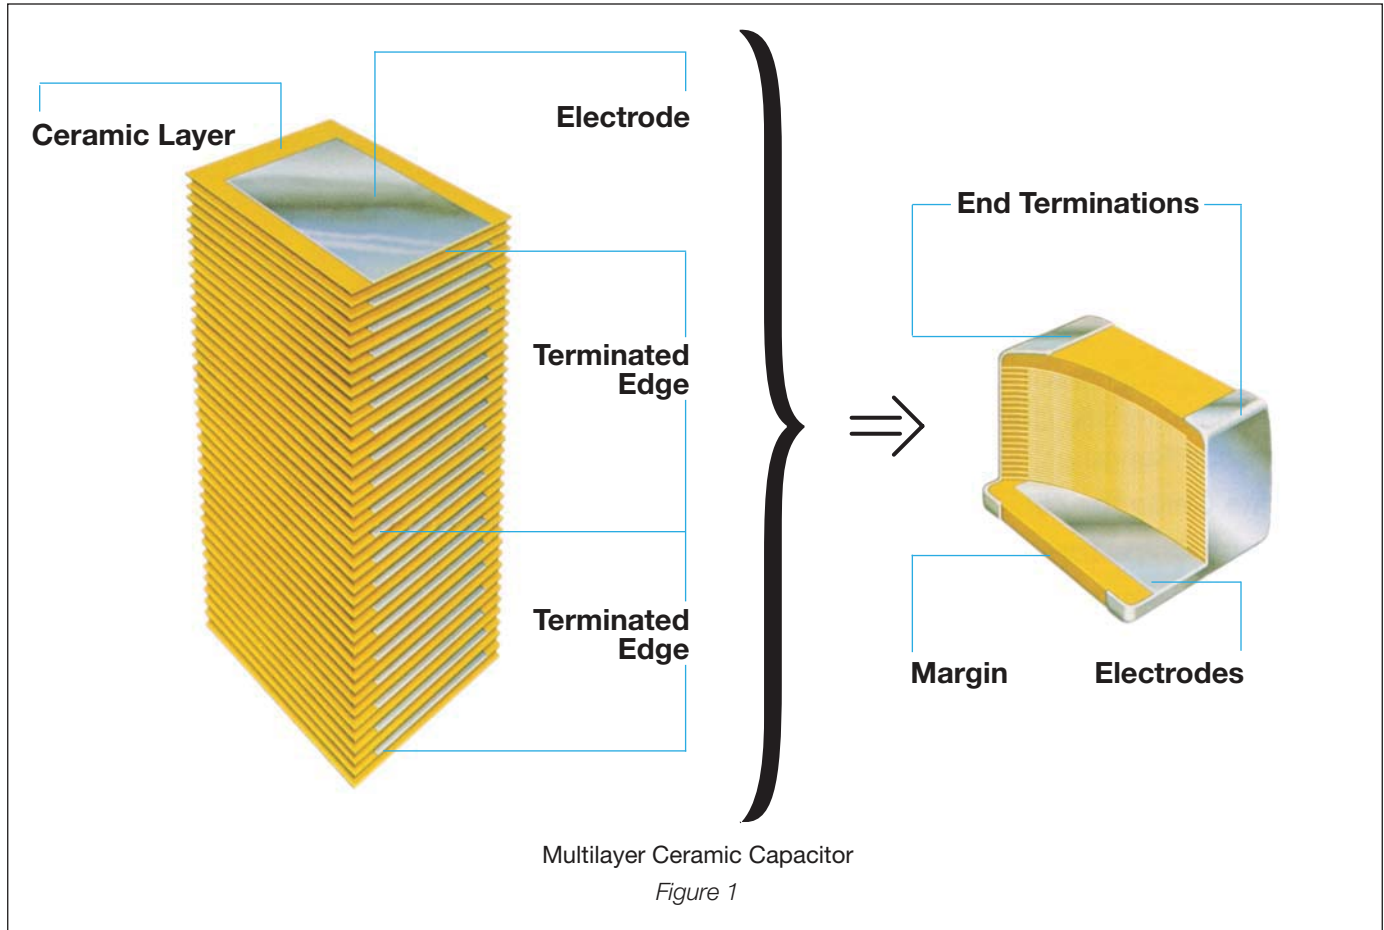 Ceramic Layer
Electrode
Terminated
Edge
Terminated
Edge
End Terminations
Margin
Electrodes
Multilayer Ceramic Capacitor
Figure 1